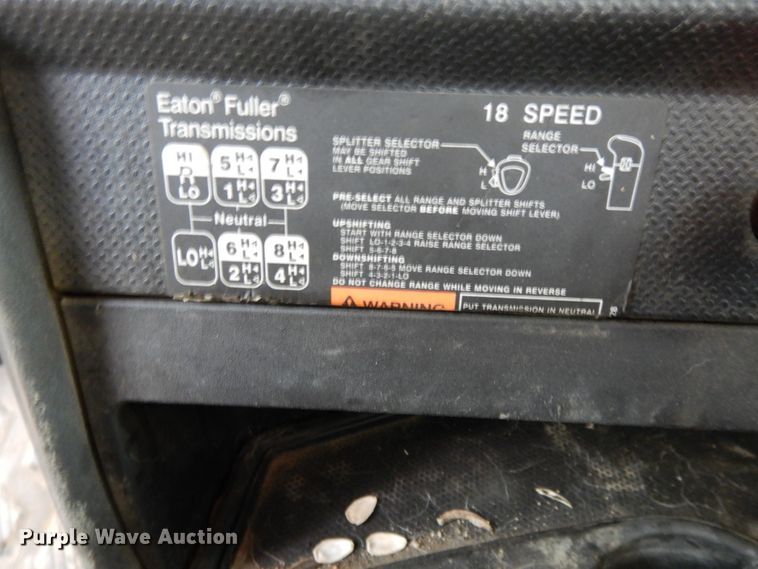 Eaton® Fuller®
Transmissions
18 SPEED
HI
R
LO
5 H L
1 H L
7 H L
3 H L
Neutral
LO H L
6 H L
2 H L
8 H L
4 H L
SPLITTER SELECTOR
MAY BE SHIFTED
IN ALL GEAR SHIFT
LEVER POSITIONS
H
L
RANGE
SELECTOR
HI
LO
PRE-SELECT ALL RANGE AND SPLITTER SHIFTS
(MOVE SELECTOR BEFORE MOVING SHIFT LEVER)
UPSHIFTING
START WITH RANGE SELECTOR DOWN
SHIFT LO-1-2-3-4 RAISE RANGE SELECTOR
SHIFT 5-6-7-8
DOWNSHIFTING
SHIFT 8-7-6-5 MOVE RANGE SELECTOR DOWN
SHIFT 4-3-2-1-LO
DO NOT CHANGE RANGE WHILE MOVING IN REVERSE
WARNING
PUT TRANSMISSION IN NEUTRAL
Purple Wave Auction